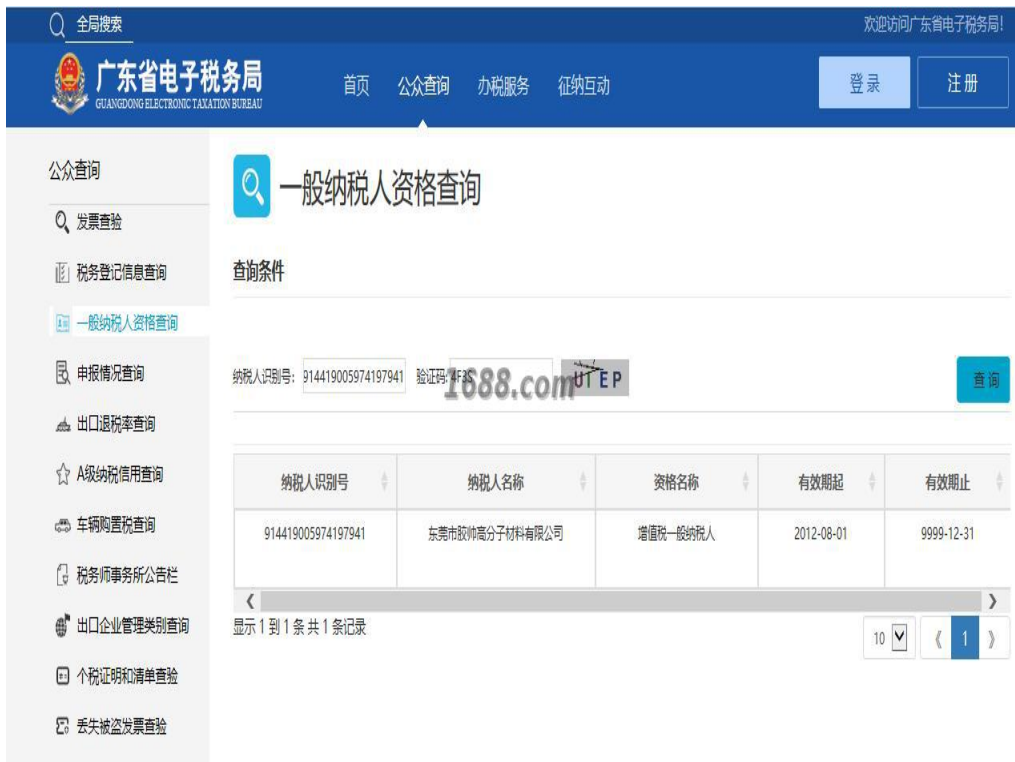 全局搜索
欢迎访问广东省电子税务局!
广东省电子税务局
GUANGDONG ELECTRONIC TAXATION BUREAU
首页 公众查询 办税服务 征纳互动
登录 注册
公众查询
发票查验
税务登记信息查询
一般纳税人资格查询
申报情况查询
出口退税率查询
A级纳税信用查询
车辆购置税查询
税务师事务所公告栏
出口企业管理类别查询
个税证明和清单查验
丢失被盗发票查验
一般纳税人资格查询
查询条件
纳税人识别号: 914419005974197941 验证码: 4F3S EP 查询
1688.com
纳税人识别号 纳税人名称 资格名称 有效期起 有效期止
914419005974197941 东莞市胶帅高分子材料有限公司 增值税一般纳税人 2012-08-01 9999-12-31
显示 1 到 1 条 共 1 条记录
10 《 1 》